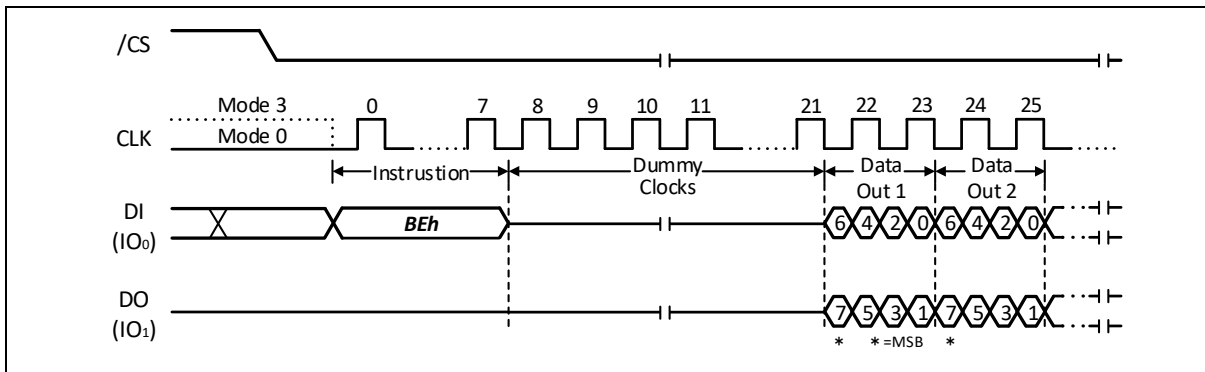 /CS
Mode 3
0 7 8 9 10 11 21 22 23 24 25
CLK
Mode 0
Instrustion
Dummy
Clocks
Data
Out 1
Data
Out 2
DI
(IO₀)
BEh
6 4 2 0 6 4 2 0
DO
(IO₁)
7 5 3 1 7 5 3 1
* * =MSB *